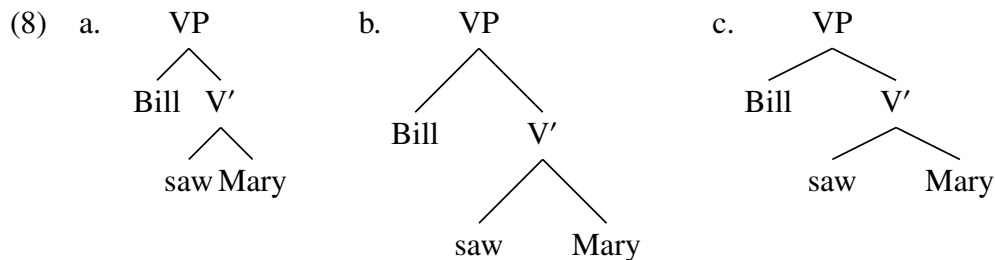 (8) a. VP b. VP c. VP
Bill V′ Bill V′ Bill V′
saw Mary saw Mary saw Mary